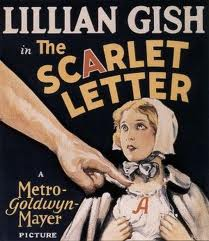 LILLIAN GISH
in The
SCARLET
LETTER
A
A
Metro-
Goldwyn-
Mayer
PICTURE